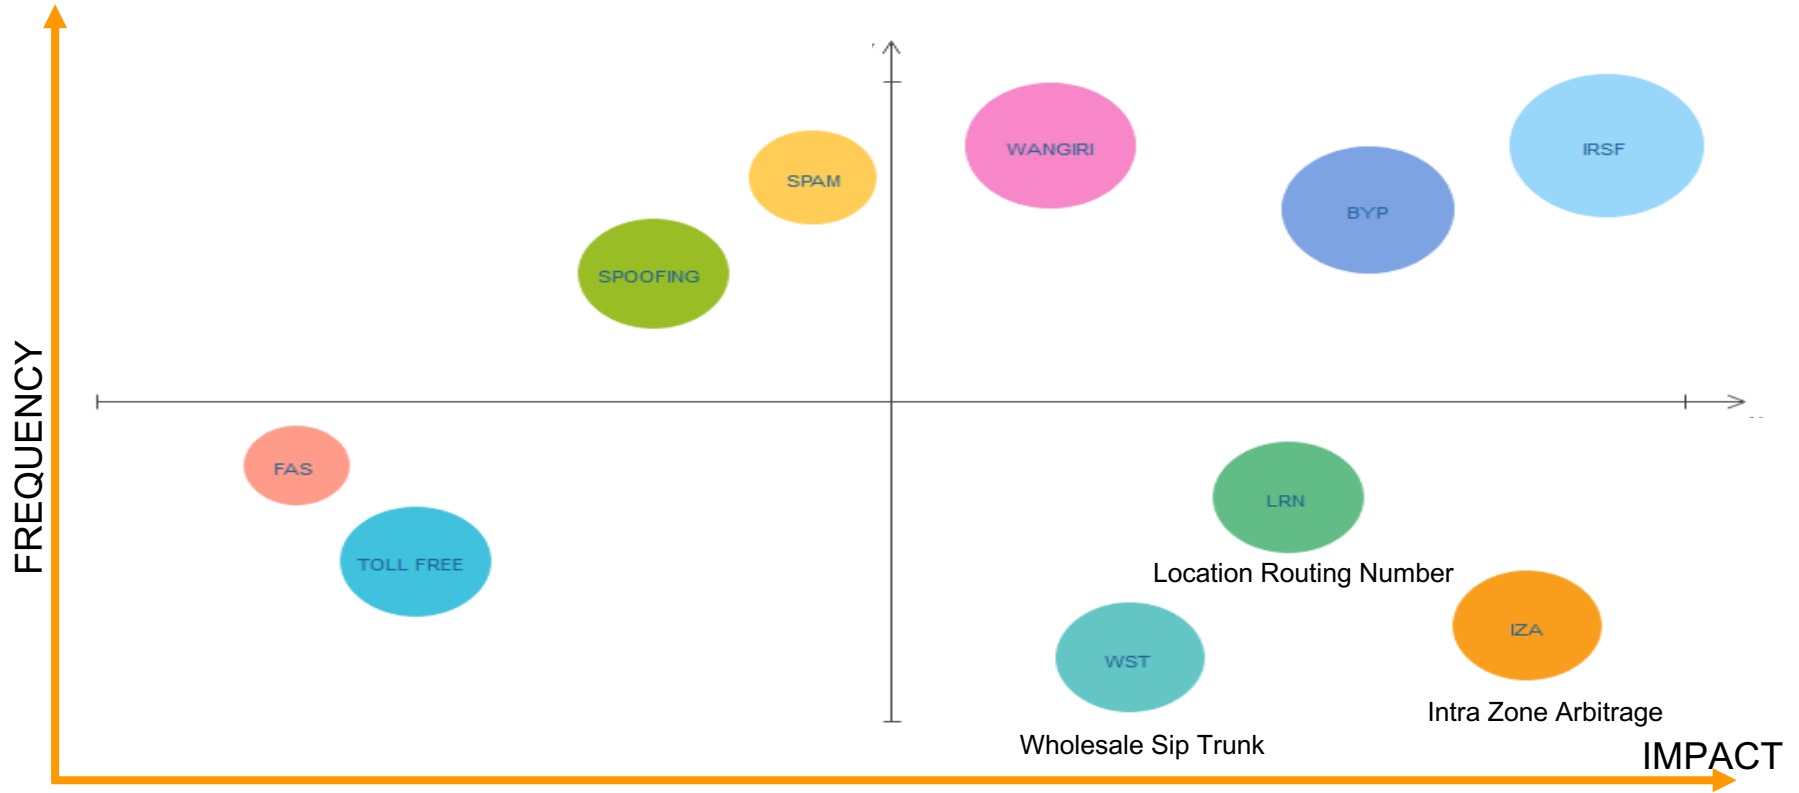 WANGIRI
IRSF
SPAM
BYP
SPOOFING
FREQUENCY
FAS
LRN
TOLL FREE
Location Routing Number
IZA
WST
Intra Zone Arbitrage
Wholesale Sip Trunk
IMPACT